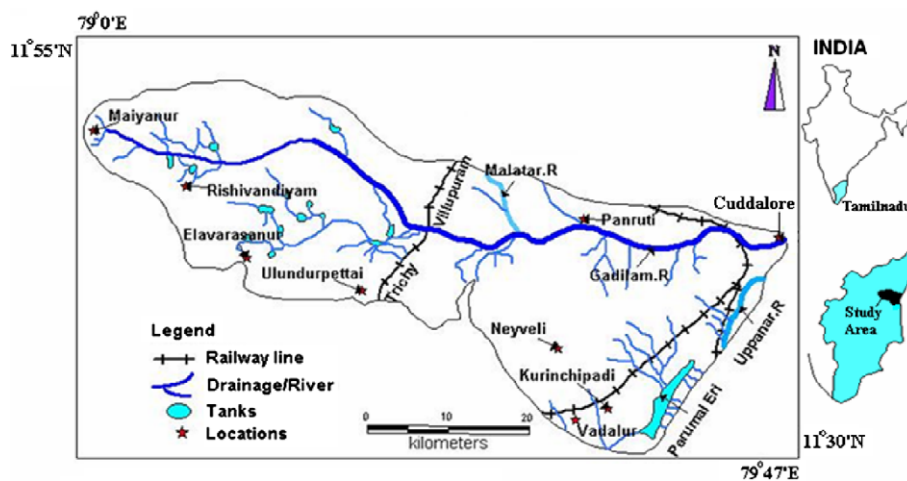 79°0'E
11°55'N
INDIA
N
Maiyanur
Villupuram
Malatar.R
Rishivandiyam
Panruti
Cuddalore
Tamilnadu
Elavarasanur
Gadilam.R
Ulundurpettai
Trichy
Study
Area
Uppanar.R
Legend
Neyveli
Railway line
Kurinchipadi
Drainage/River
Perumal Eri
Tanks
0 10 20
Locations
kilometers
Vadalur
11°30'N
79°47'E